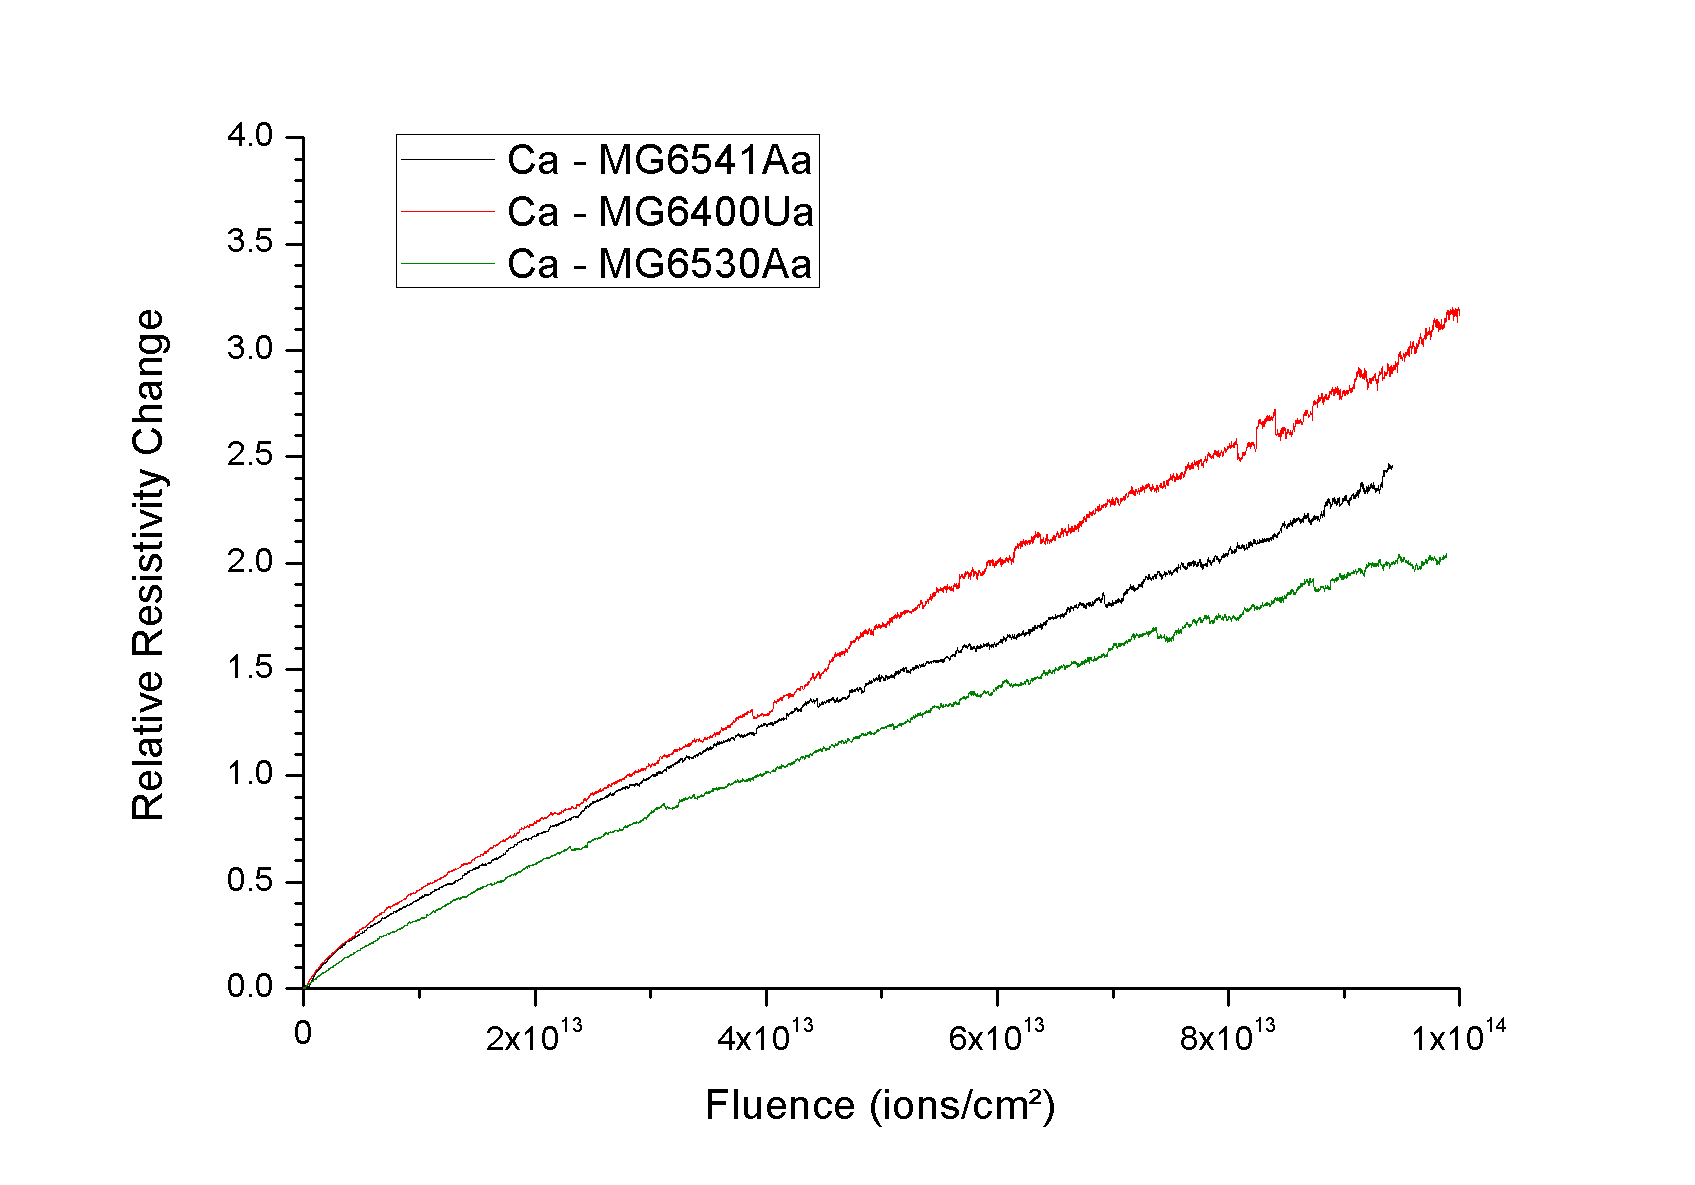 Ca - MG6541Aa
Ca - MG6400Ua
Ca - MG6530Aa
Relative Resistivity Change
4.0
3.5
3.0
2.5
2.0
1.5
1.0
0.5
0.0
0 2x10¹³ 4x10¹³ 6x10¹³ 8x10¹³ 1x10¹⁴
Fluence (ions/cm²)